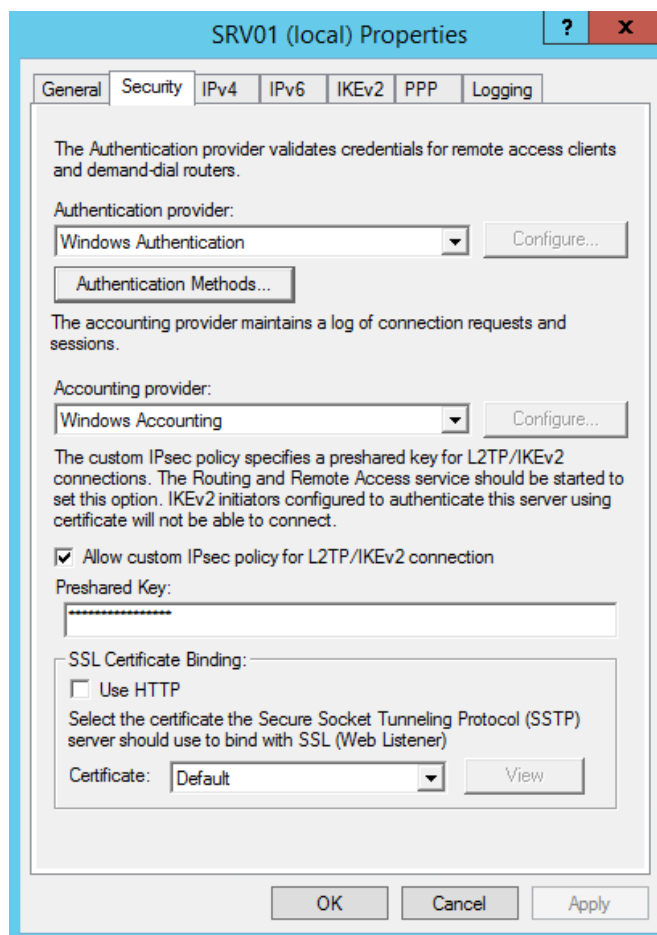 SRV01 (local) Properties
? x
General Security IPv4 IPv6 IKEv2 PPP Logging
The Authentication provider validates credentials for remote access clients
and demand-dial routers.
Authentication provider:
Windows Authentication
Configure...
Authentication Methods...
The accounting provider maintains a log of connection requests and
sessions.
Accounting provider:
Windows Accounting
Configure...
The custom IPsec policy specifies a preshared key for L2TP/IKEv2
connections. The Routing and Remote Access service should be started to
set this option. IKEv2 initiators configured to authenticate this server using
certificate will not be able to connect.
Allow custom IPsec policy for L2TP/IKEv2 connection
Preshared Key:
****************
SSL Certificate Binding:
Use HTTP
Select the certificate the Secure Socket Tunneling Protocol (SSTP)
server should use to bind with SSL (Web Listener)
Certificate: Default View
OK Cancel Apply